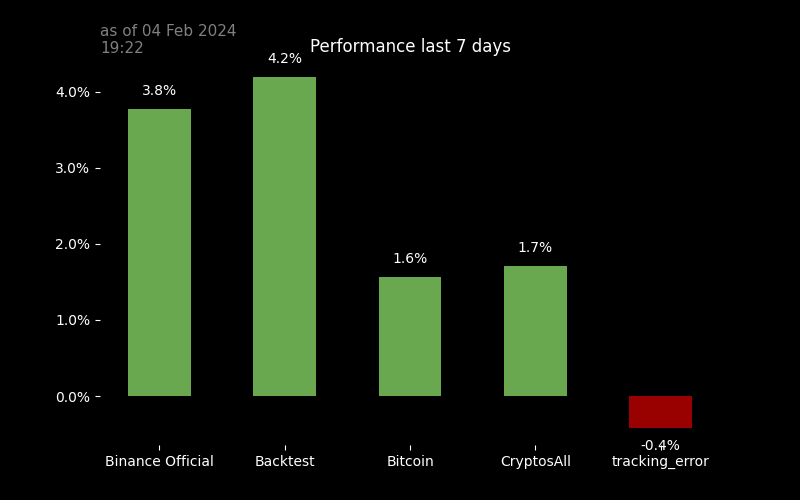 as of 04 Feb 2024
19:22
Performance last 7 days
4.2%
3.8%
1.6%
1.7%
-0.4%
4.0%
3.0%
2.0%
1.0%
0.0%
Binance Official
Backtest
Bitcoin
CryptosAll
tracking_error